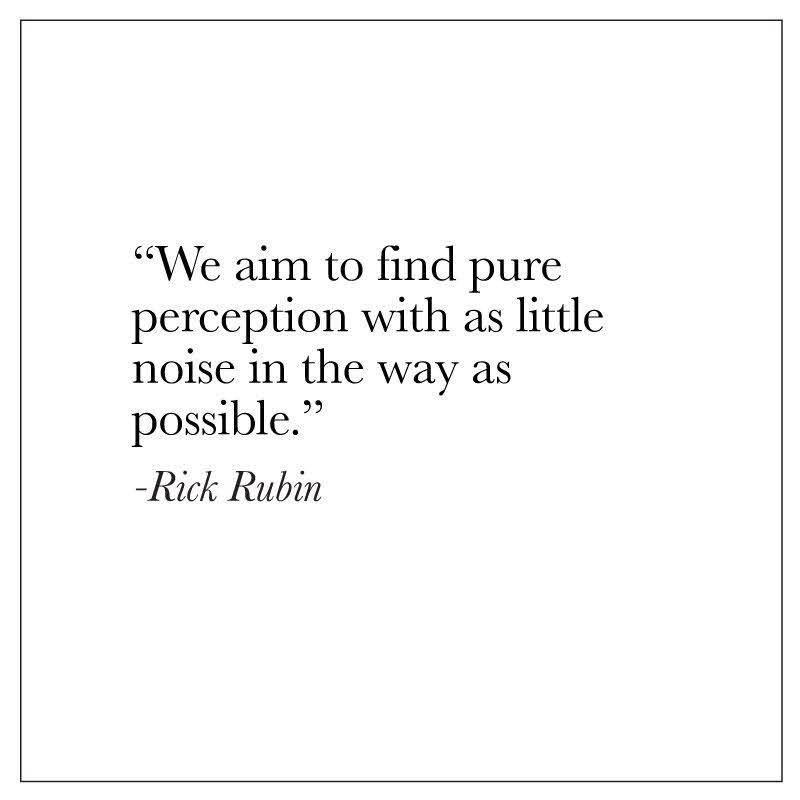 “We aim to find pure
perception with as little
noise in the way as
possible.”
-Rick Rubin